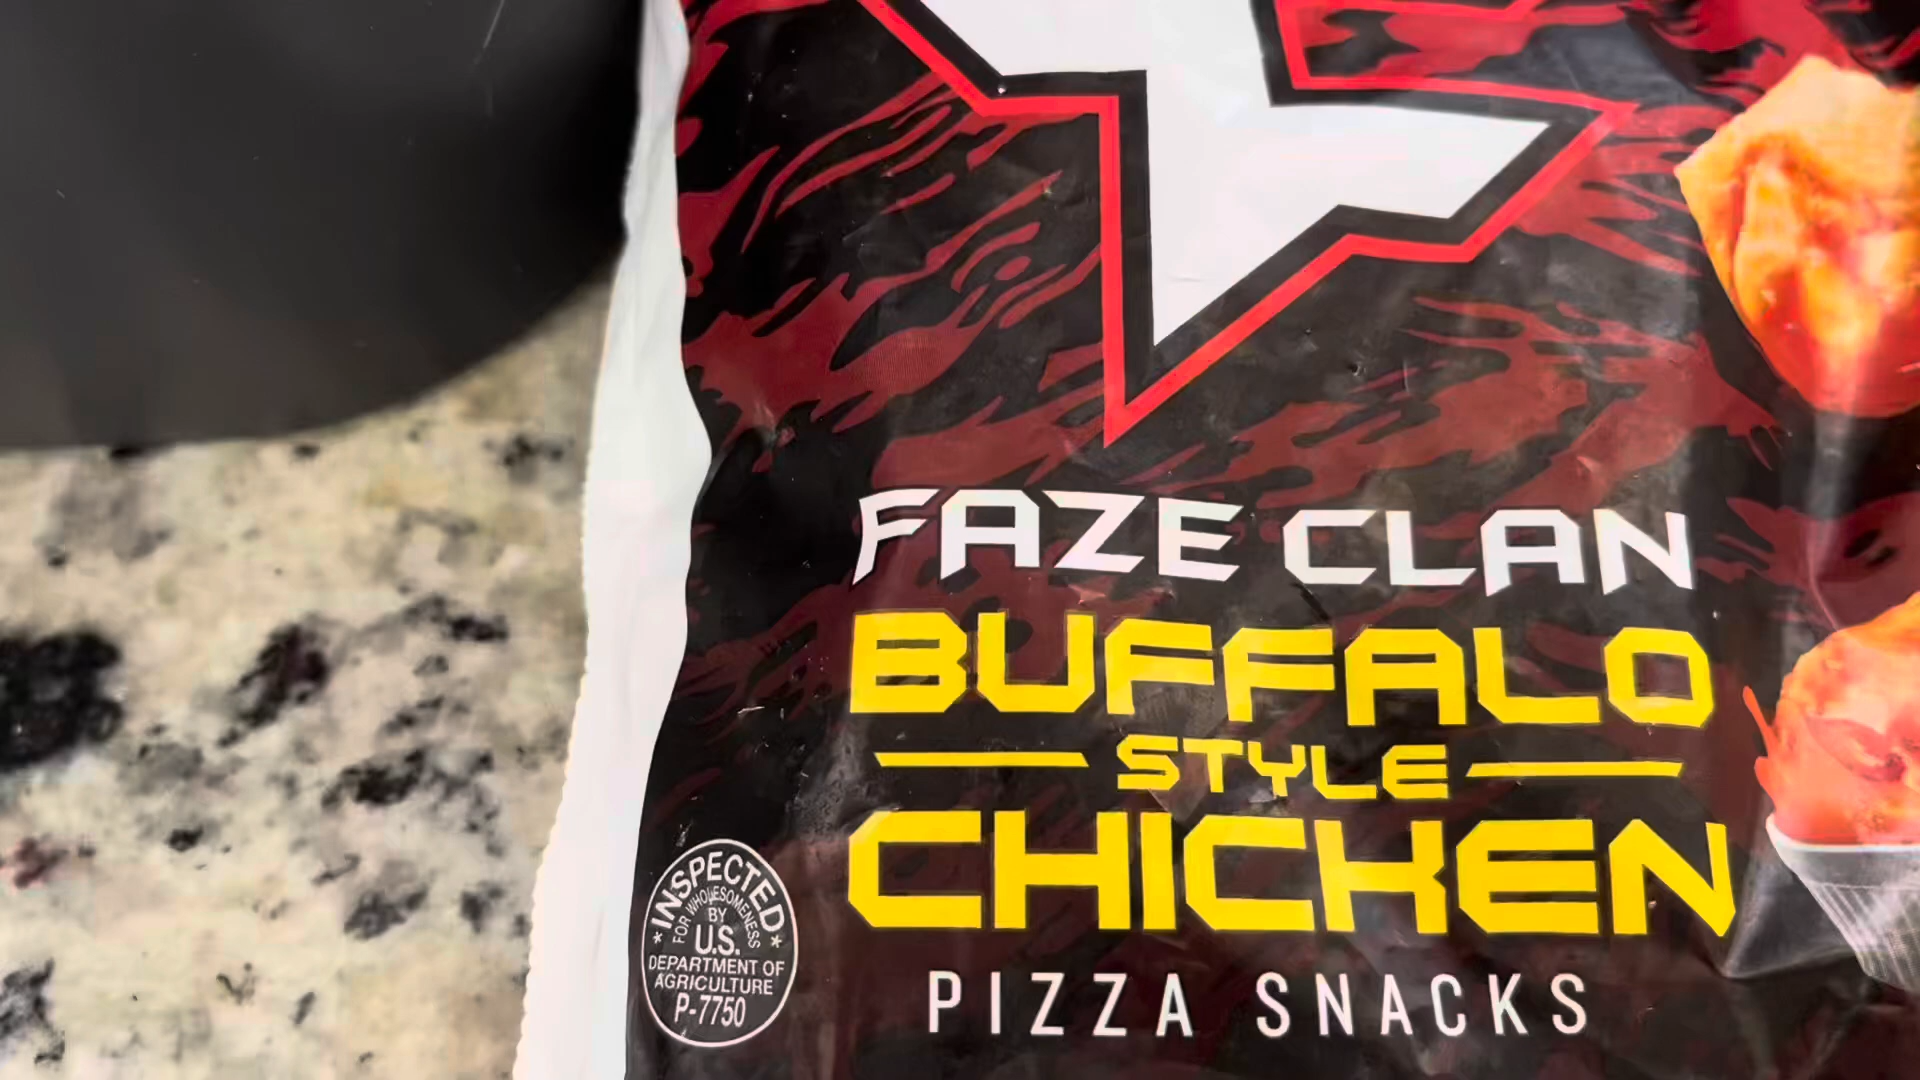 FAZE CLAN
BUFFALO
STYLE
CHICKEN
PIZZA SNACKS
INSPECTED
FOR WHOLESOMENESS
BY
U.S.
DEPARTMENT OF
AGRICULTURE
P-7750